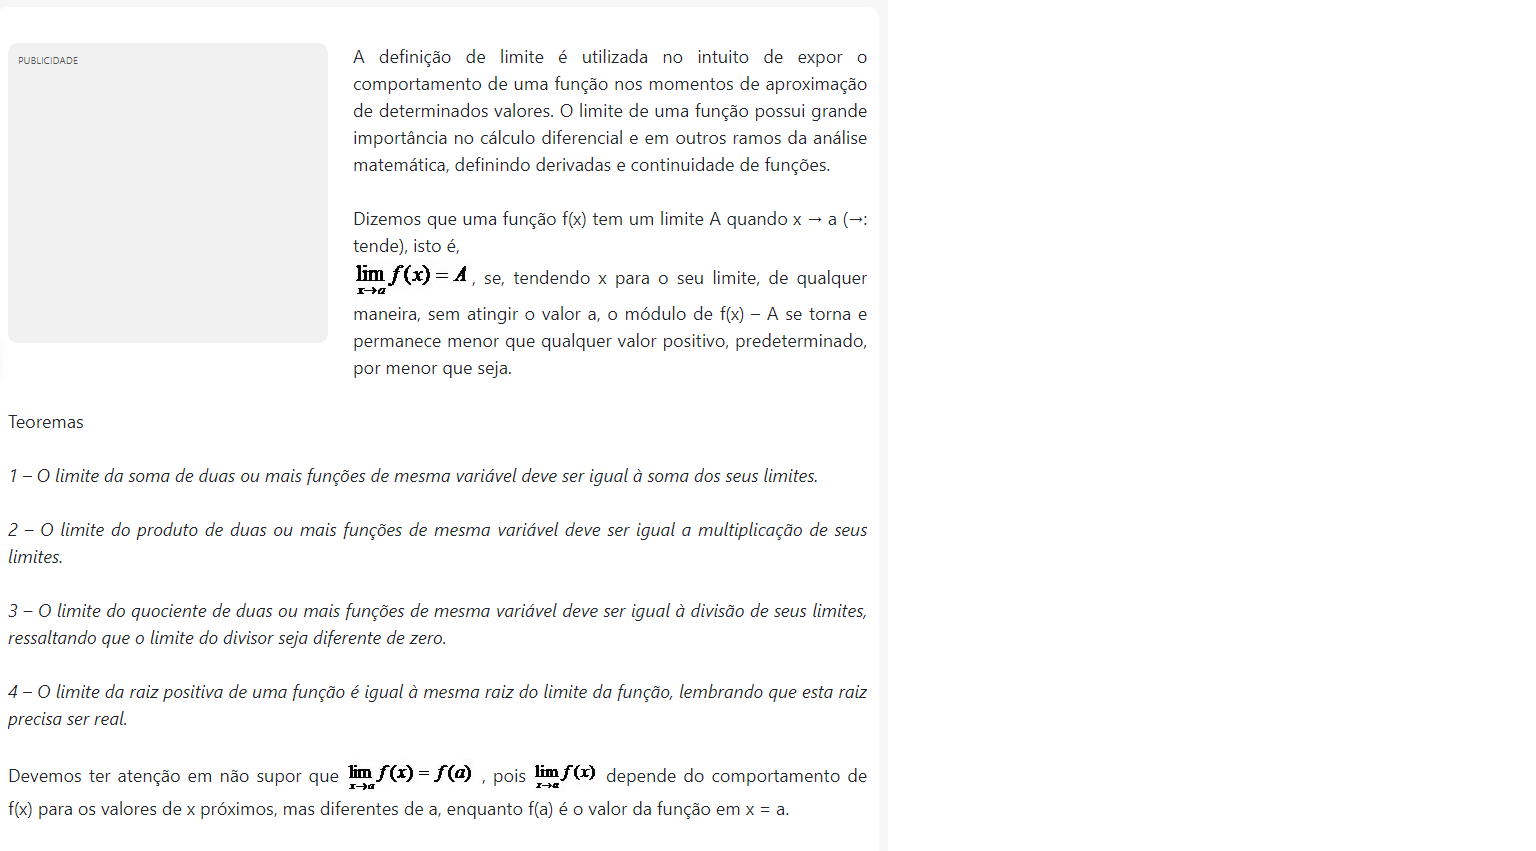 PUBLICIDADE
A definição de limite é utilizada no intuito de expor o
comportamento de uma função nos momentos de aproximação
de determinados valores. O limite de uma função possui grande
importância no cálculo diferencial e em outros ramos da análise
matemática, definindo derivadas e continuidade de funções.
Dizemos que uma função f(x) tem um limite A quando x → a (→:
tende), isto é,
lim f(x) = A , se, tendendo x para o seu limite, de qualquer
x→a
maneira, sem atingir o valor a, o módulo de f(x) – A se torna e
permanece menor que qualquer valor positivo, predeterminado,
por menor que seja.
Teoremas
1 – O limite da soma de duas ou mais funções de mesma variável deve ser igual à soma dos seus limites.
2 – O limite do produto de duas ou mais funções de mesma variável deve ser igual a multiplicação de seus
limites.
3 – O limite do quociente de duas ou mais funções de mesma variável deve ser igual à divisão de seus limites,
ressaltando que o limite do divisor seja diferente de zero.
4 – O limite da raiz positiva de uma função é igual à mesma raiz do limite da função, lembrando que esta raiz
precisa ser real.
Devemos ter atenção em não supor que lim f(x) = f(a) , pois lim f(x) depende do comportamento de
x→a x→a
f(x) para os valores de x próximos, mas diferentes de a, enquanto f(a) é o valor da função em x = a.